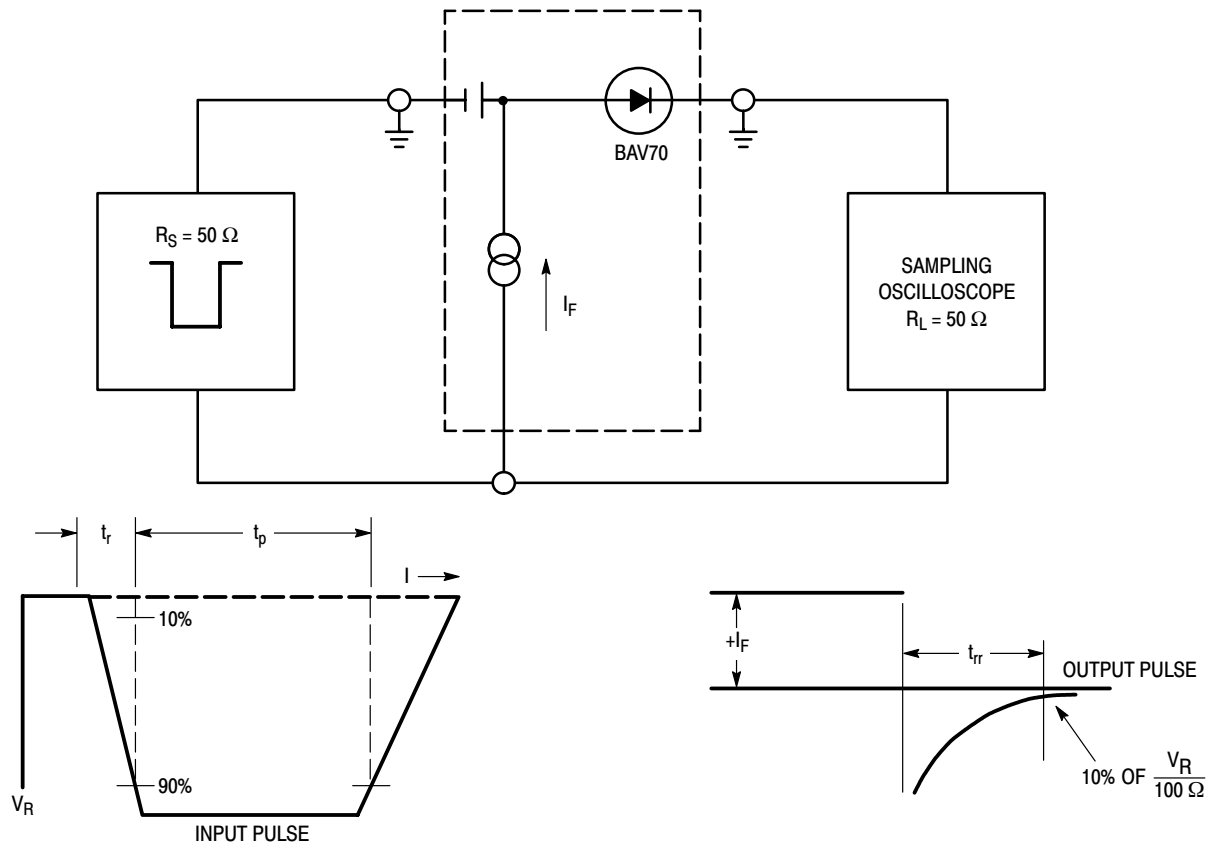 BAV70
R_S = 50 Ω
I_F
SAMPLING
OSCILLOSCOPE
R_L = 50 Ω
t_r
t_p
I
10%
90%
V_R
INPUT PULSE
+I_F
t_rr
OUTPUT PULSE
10% OF V_R
100 Ω